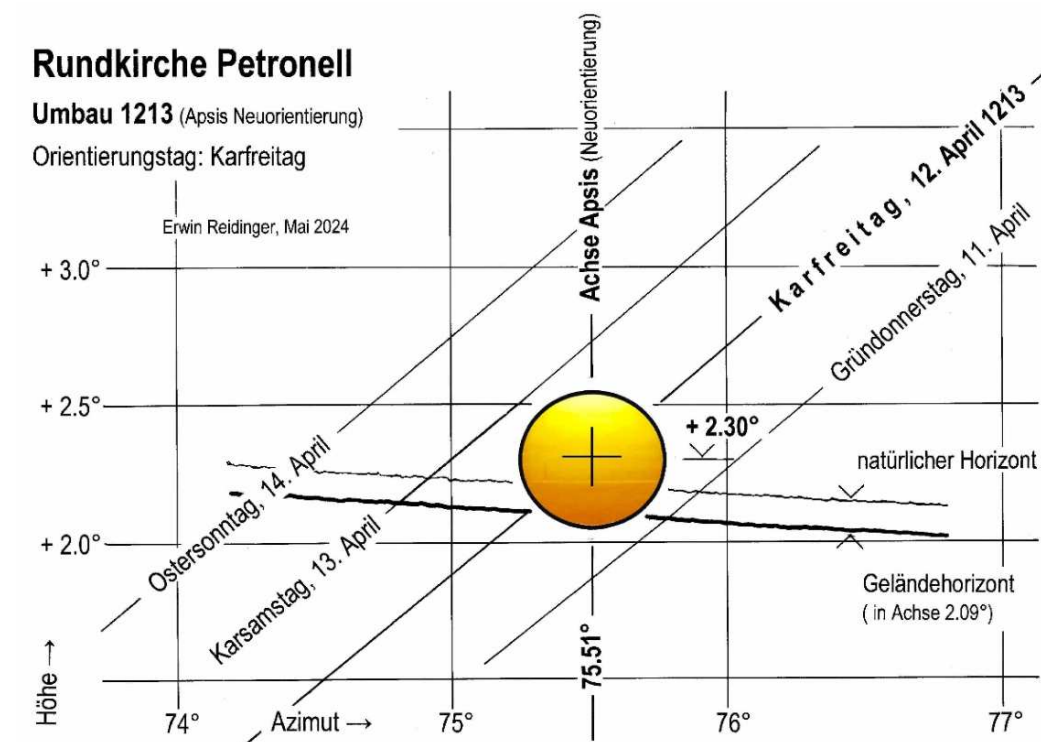 Rundkirche Petronell
Umbau 1213 (Apsis Neuorientierung)
Orientierungstag: Karfreitag
Erwin Reidinger, Mai 2024
Achse Apsis (Neuorientierung)
Karfreitag, 12. April 1213
Gründonnerstag, 11. April
+ 3.0°
+ 2.5°
+ 2.30°
natürlicher Horizont
Ostersonntag, 14. April
Karsamstag, 13. April
+ 2.0°
Geländehorizont
( in Achse 2.09°)
75.51°
Höhe →
74°
Azimut →
75°
76°
77°